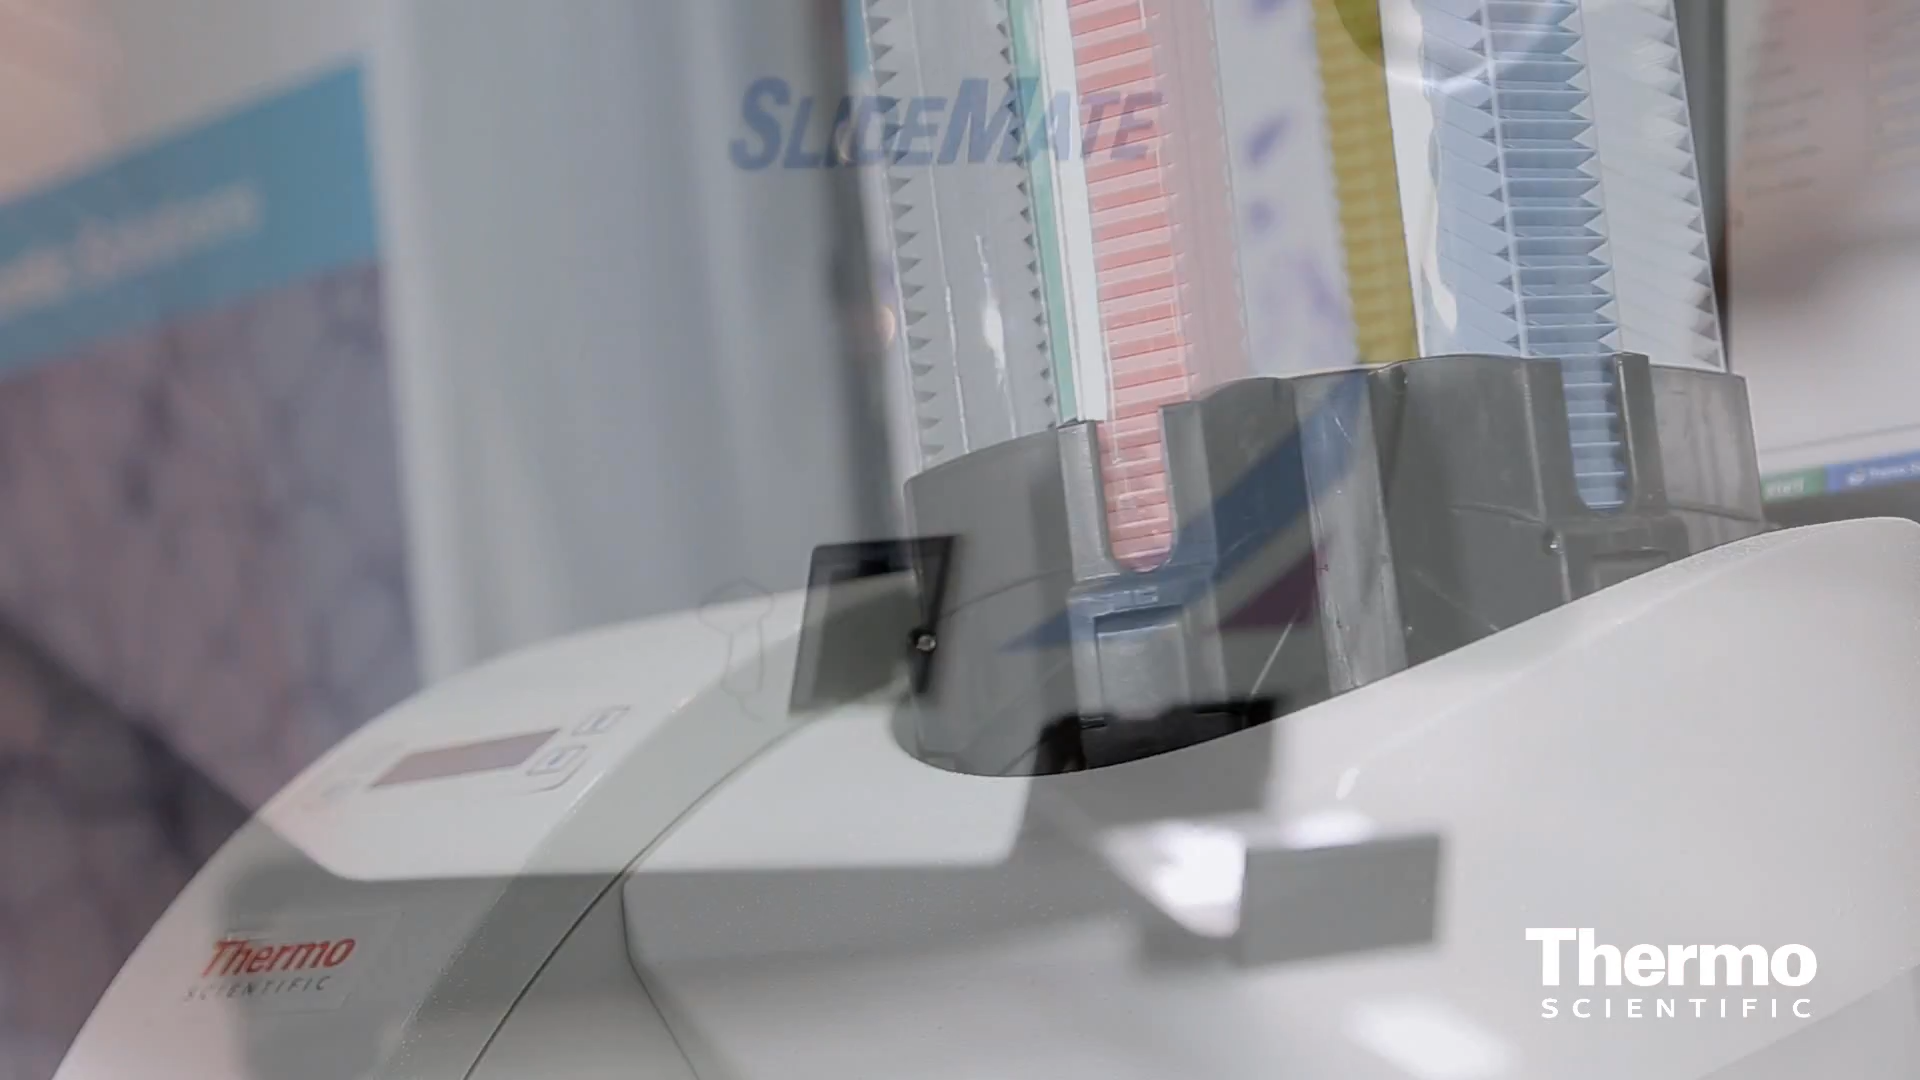 SLIDEMATE
Thermo
SCIENTIFIC
Thermo
SCIENTIFIC